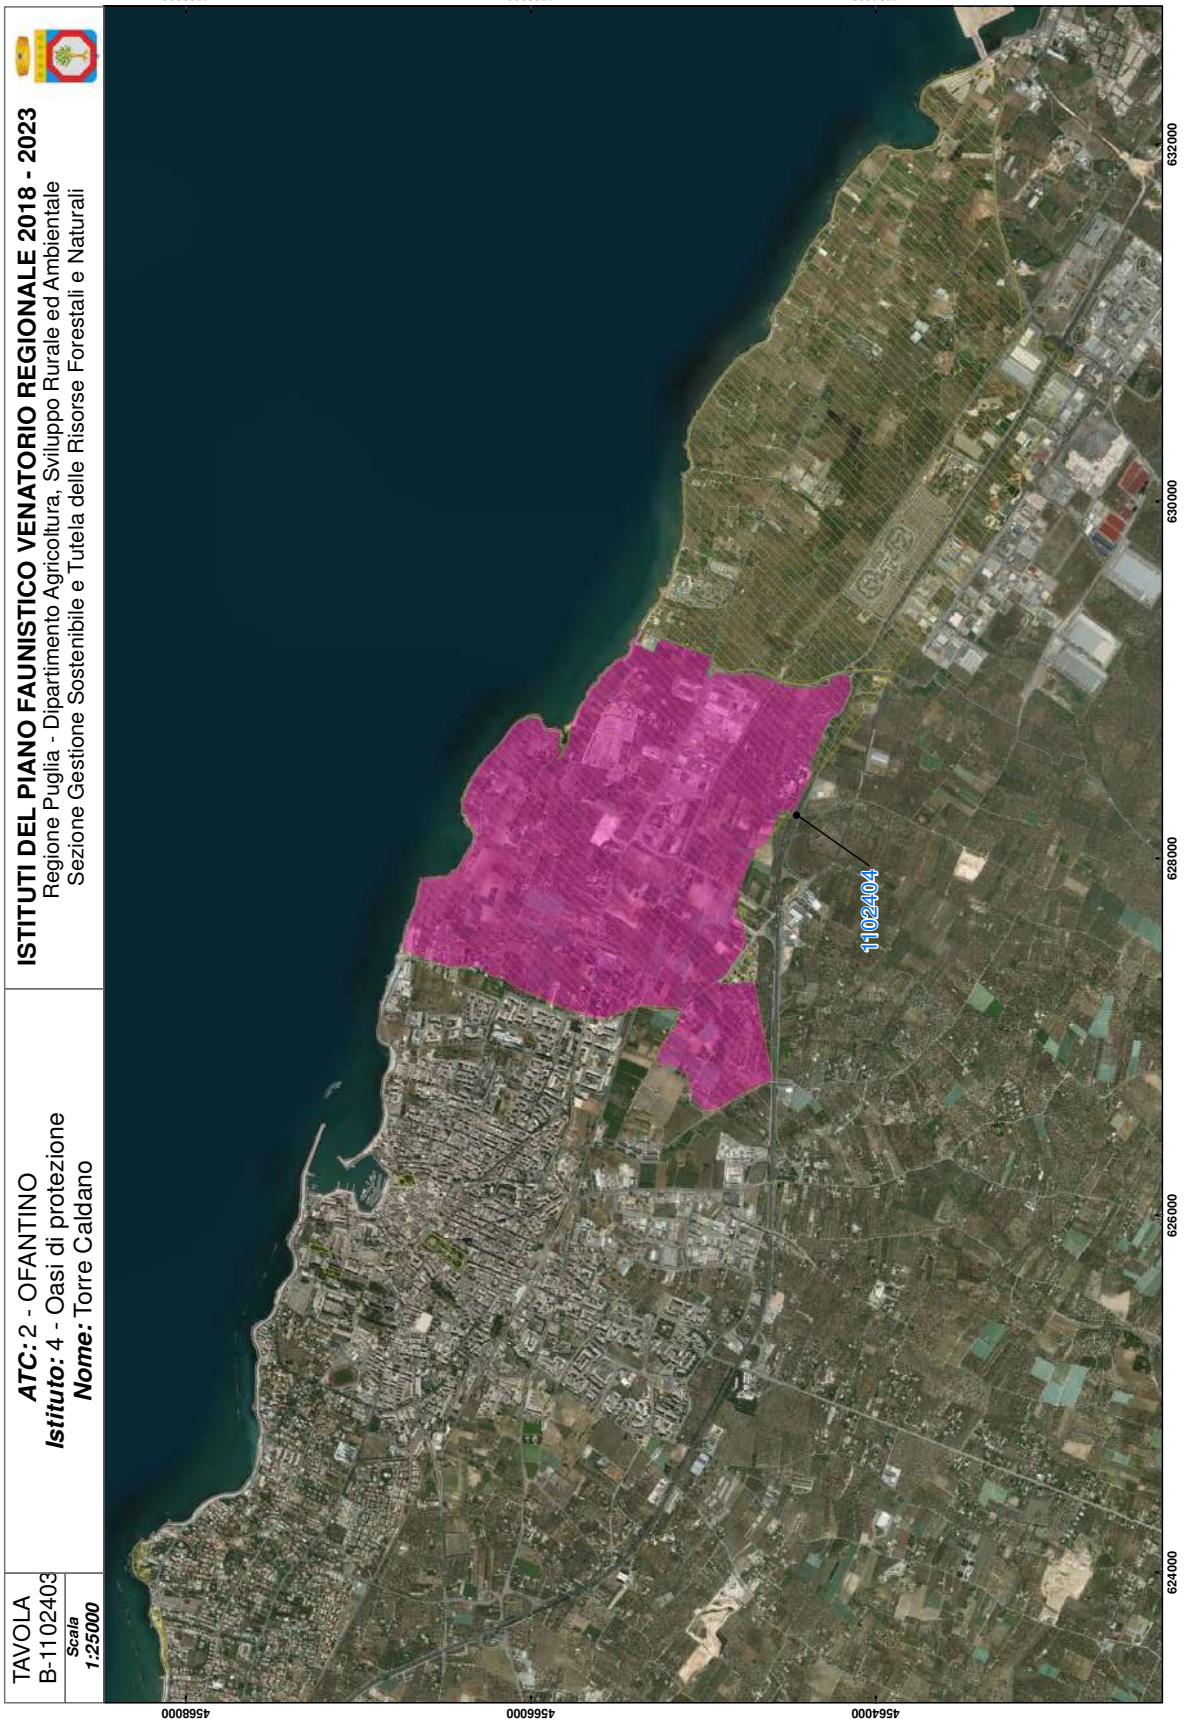 TAVOLA
B-1102403
Scala
1:25000
ATC: 2 - OFANTINO
Istituto: 4 - Oasi di protezione
Nome: Torre Caldano
ISTITUTI DEL PIANO FAUNISTICO VENATORIO REGIONALE 2018 - 2023
Regione Puglia - Dipartimento Agricoltura, Sviluppo Rurale ed Ambientale
Sezione Gestione Sostenibile e Tutela delle Risorse Forestali e Naturali
4568000
4566000
4564000
1102404
624000
626000
628000
630000
632000